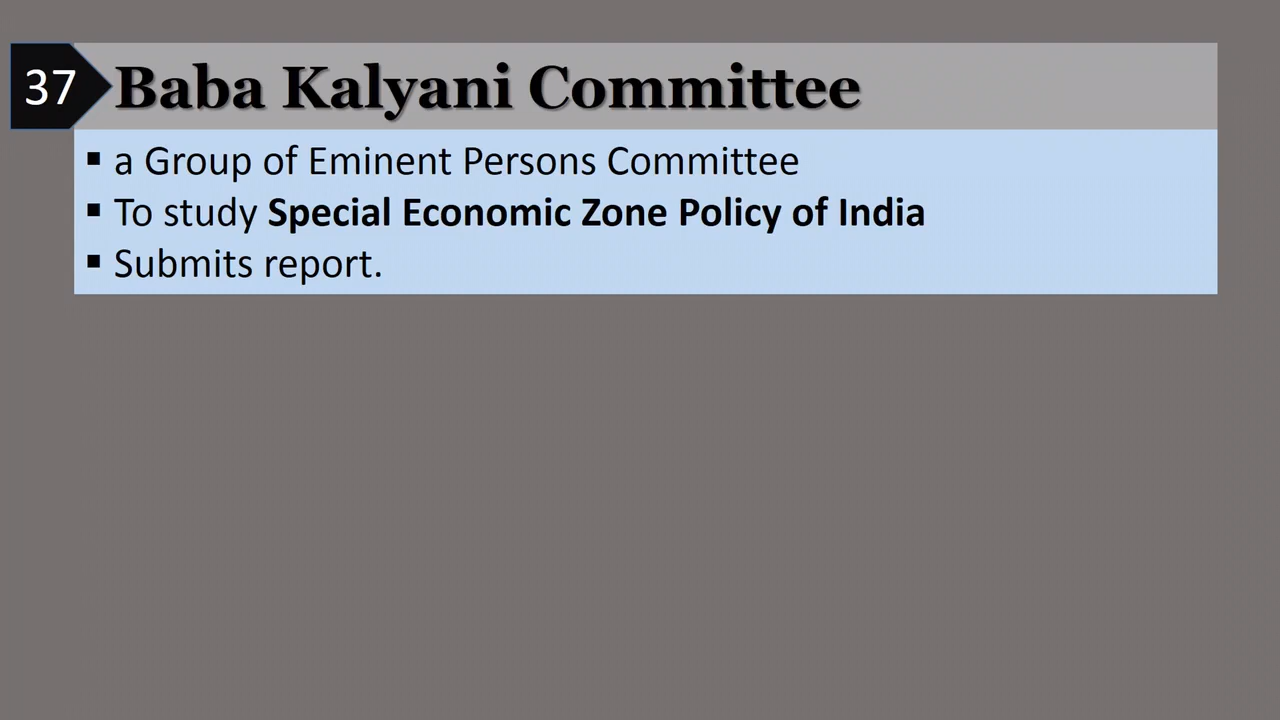 37 Baba Kalyani Committee
▪ a Group of Eminent Persons Committee
▪ To study Special Economic Zone Policy of India
▪ Submits report.